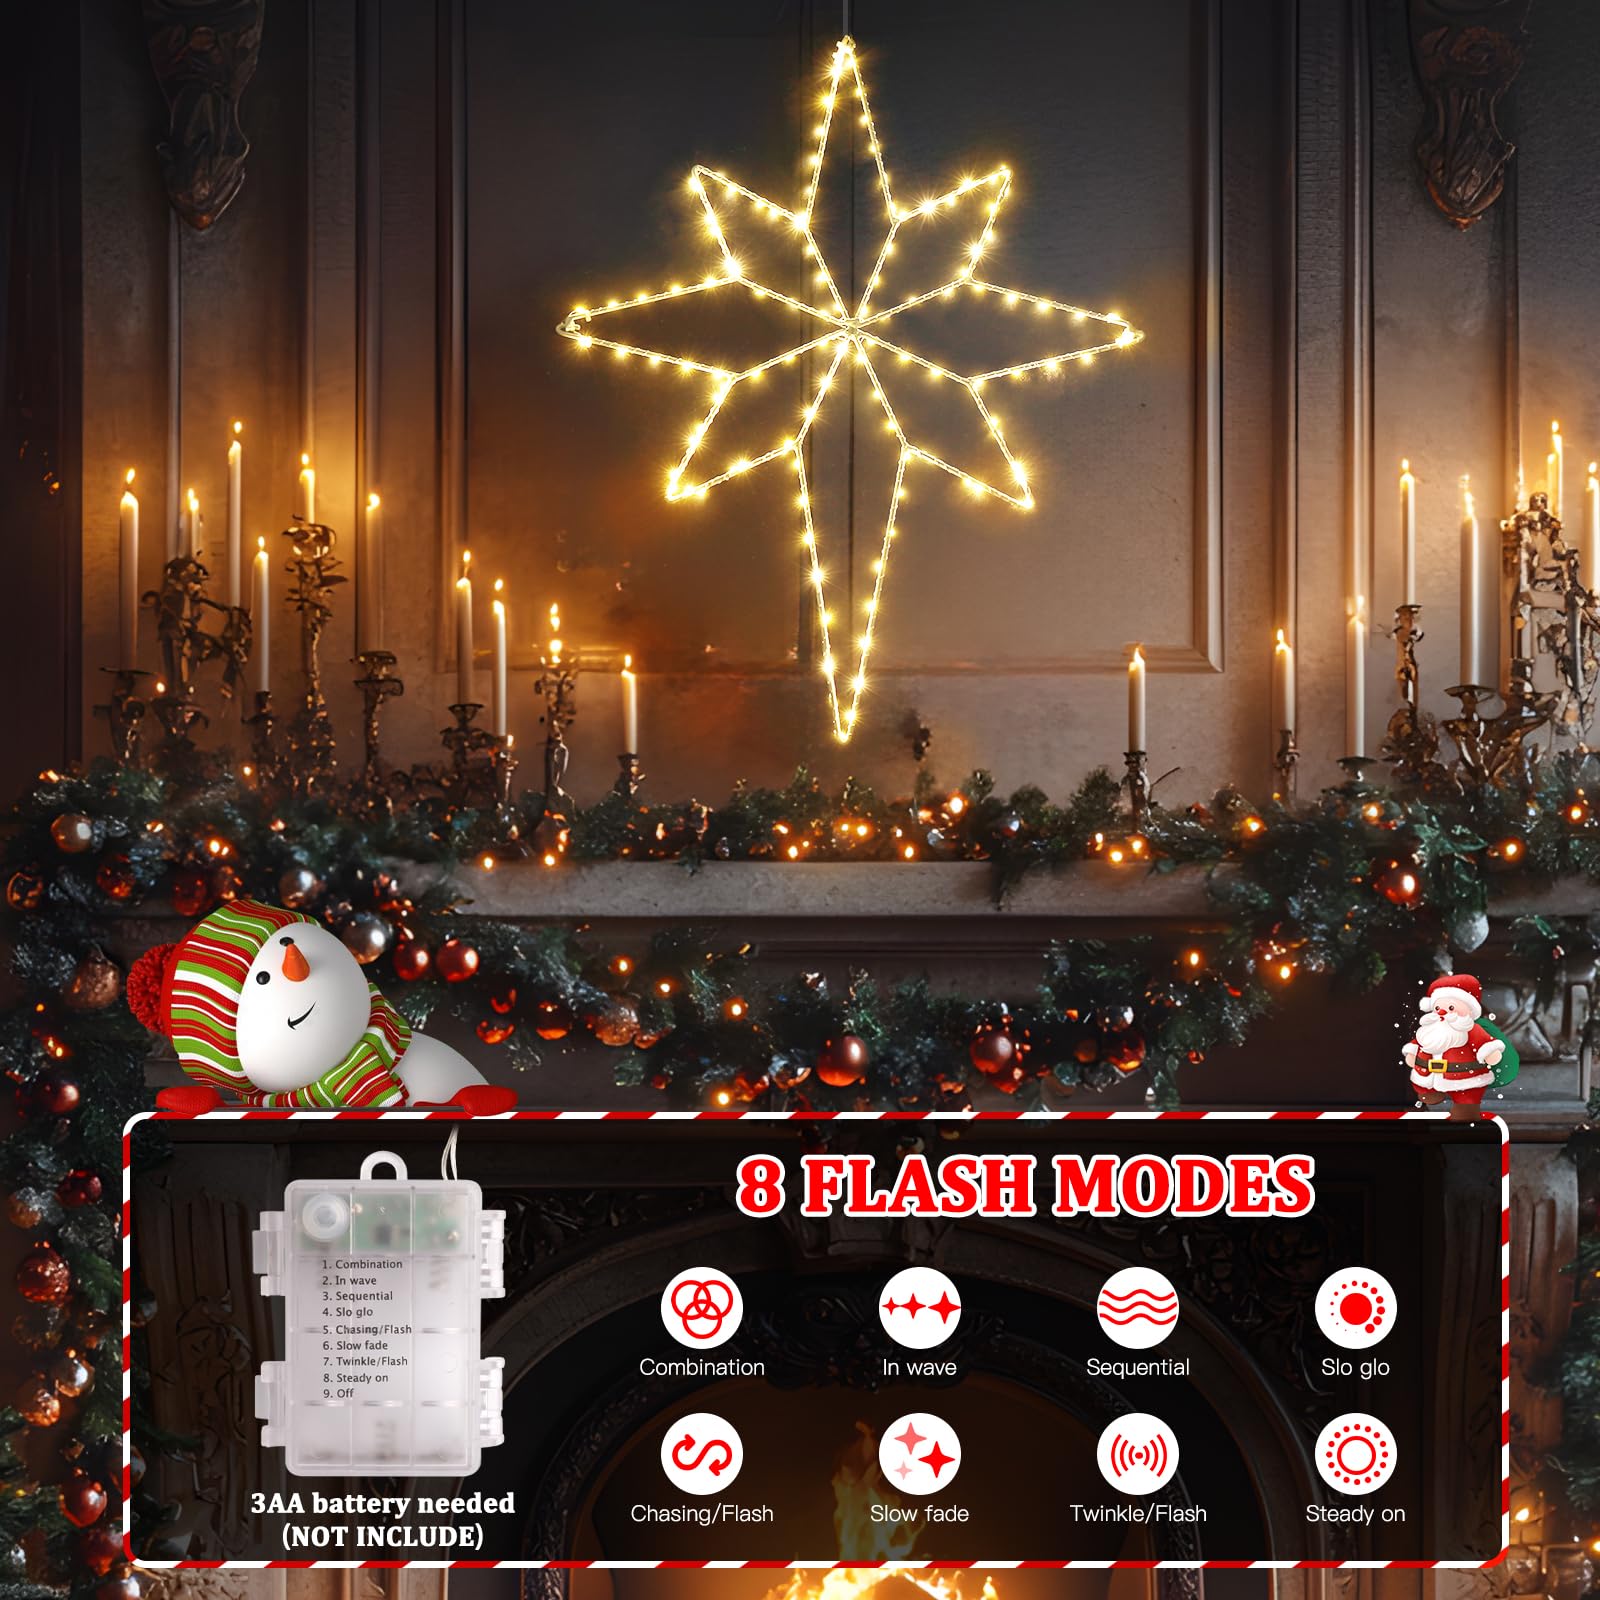 8 FLASH MODES
1. Combination
2. In wave
3. Sequential
4. Slo glo
5. Chasing/Flash
6. Slow fade
7. Twinkle/Flash
8. Steady on
9. Off
3AA battery needed
(NOT INCLUDE)
Combination
In wave
Sequential
Slo glo
Chasing/Flash
Slow fade
Twinkle/Flash
Steady on